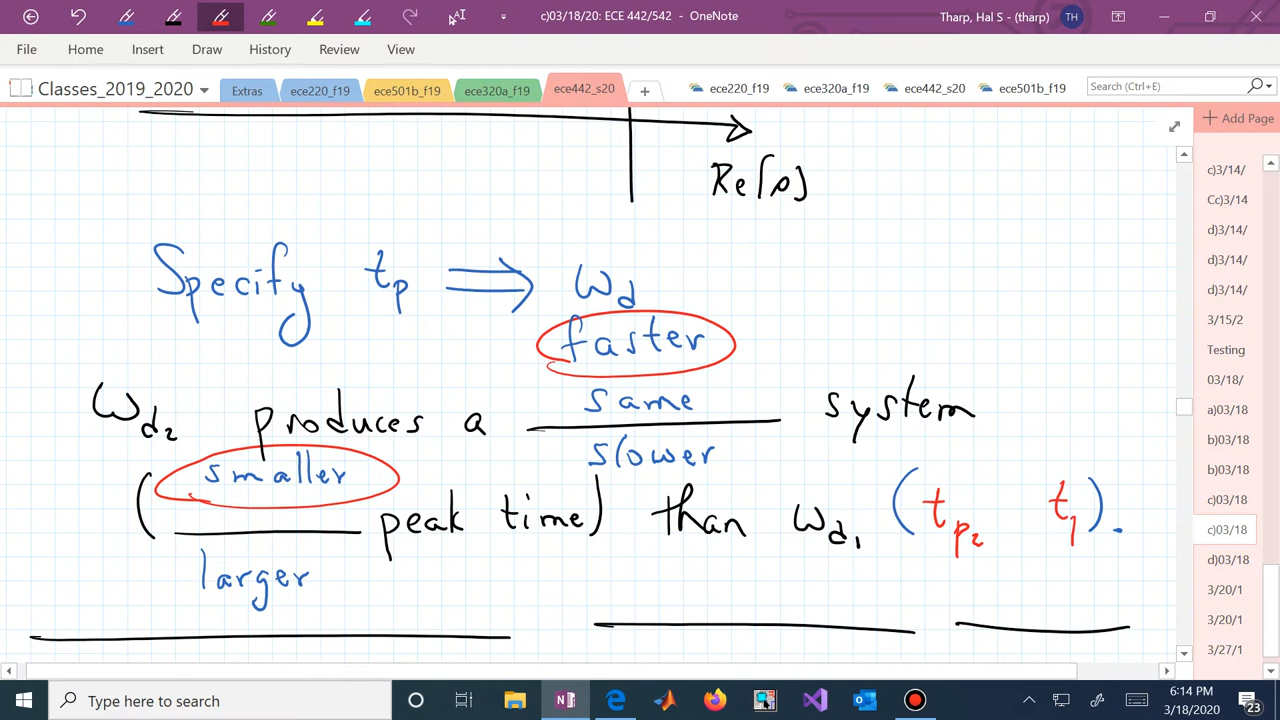 c)03/18/20: ECE 442/542 - OneNote
Tharp, Hal S - (tharp)
TH
File
Home
Insert
Draw
History
Review
View
Classes_2019_2020
Extras
ece220_f19
ece501b_f19
ece320a_f19
ece442_s20
ece220_f19
ece320a_f19
ece442_s20
ece501b_f19
Search (Ctrl+E)
Add Page
c)3/14/
Cc)3/14
d)3/14/
d)3/14/
d)3/14/
3/15/2
Testing
03/18/
a)03/18
b)03/18
b)03/18
c)03/18
c)03/18
d)03/18
3/20/1
3/20/1
3/27/1
Re[s]
Specify tp ⟹ ωd
faster
ωd2 produces a same system
slower
smaller
( peak time) than ωd1 (tp2 t1).
larger
Type here to search
6:14 PM
3/18/2020
23